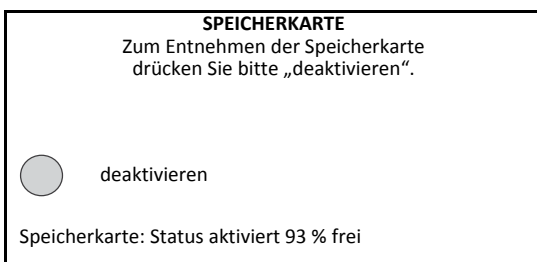 SPEICHERKARTE
Zum Entnehmen der Speicherkarte
drücken Sie bitte „deaktivieren“.
deaktivieren
Speicherkarte: Status aktiviert 93 % frei